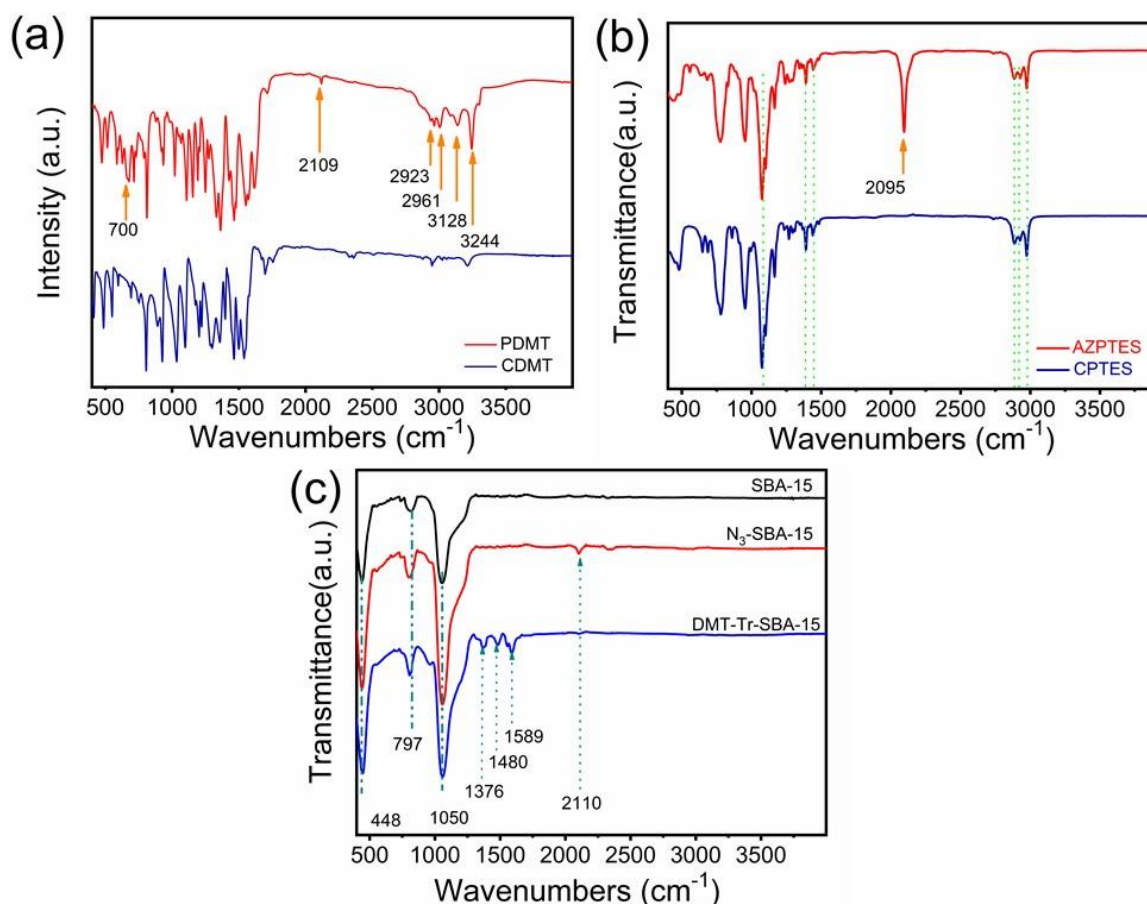 (a)
Intensity (a.u.)
2109
2923
2961
3128
3244
700
PDMT
CDMT
500 1000 1500 2000 2500 3000 3500
Wavenumbers (cm⁻¹)
(b)
Transmittance(a.u.)
2095
AZPTES
CPTES
500 1000 1500 2000 2500 3000 3500
Wavenumbers (cm⁻¹)
(c)
Transmittance(a.u.)
SBA-15
N₃-SBA-15
DMT-Tr-SBA-15
797
1589
1480
1376
2110
448
1050
500 1000 1500 2000 2500 3000 3500
Wavenumbers (cm⁻¹)